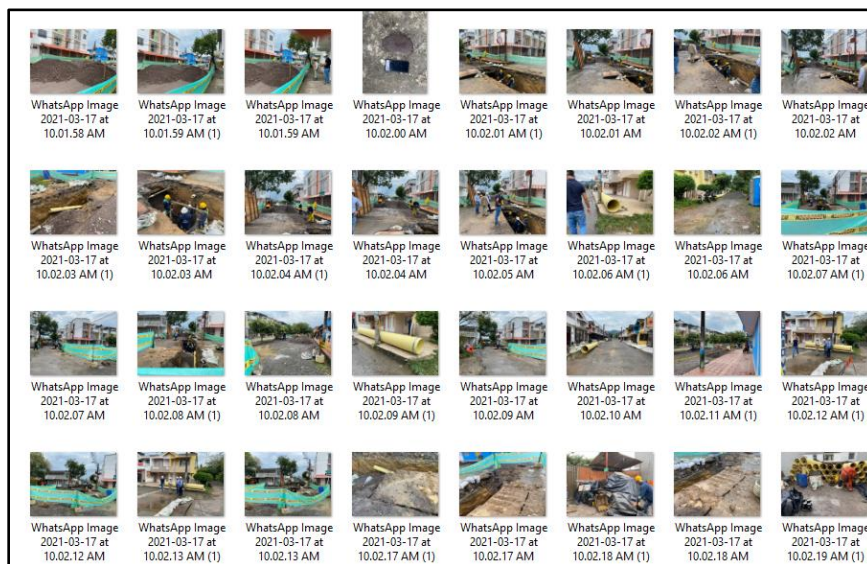 WhatsApp Image
2021-03-17 at
10.01.58 AM
WhatsApp Image
2021-03-17 at
10.01.59 AM (1)
WhatsApp Image
2021-03-17 at
10.01.59 AM
WhatsApp Image
2021-03-17 at
10.02.00 AM
WhatsApp Image
2021-03-17 at
10.02.01 AM (1)
WhatsApp Image
2021-03-17 at
10.02.01 AM
WhatsApp Image
2021-03-17 at
10.02.02 AM (1)
WhatsApp Image
2021-03-17 at
10.02.02 AM
WhatsApp Image
2021-03-17 at
10.02.03 AM (1)
WhatsApp Image
2021-03-17 at
10.02.03 AM
WhatsApp Image
2021-03-17 at
10.02.04 AM (1)
WhatsApp Image
2021-03-17 at
10.02.04 AM
WhatsApp Image
2021-03-17 at
10.02.05 AM
WhatsApp Image
2021-03-17 at
10.02.06 AM (1)
WhatsApp Image
2021-03-17 at
10.02.06 AM
WhatsApp Image
2021-03-17 at
10.02.07 AM (1)
WhatsApp Image
2021-03-17 at
10.02.07 AM
WhatsApp Image
2021-03-17 at
10.02.08 AM (1)
WhatsApp Image
2021-03-17 at
10.02.08 AM
WhatsApp Image
2021-03-17 at
10.02.09 AM (1)
WhatsApp Image
2021-03-17 at
10.02.09 AM
WhatsApp Image
2021-03-17 at
10.02.10 AM
WhatsApp Image
2021-03-17 at
10.02.11 AM (1)
WhatsApp Image
2021-03-17 at
10.02.12 AM (1)
WhatsApp Image
2021-03-17 at
10.02.12 AM
WhatsApp Image
2021-03-17 at
10.02.13 AM (1)
WhatsApp Image
2021-03-17 at
10.02.13 AM
WhatsApp Image
2021-03-17 at
10.02.17 AM (1)
WhatsApp Image
2021-03-17 at
10.02.17 AM
WhatsApp Image
2021-03-17 at
10.02.18 AM (1)
WhatsApp Image
2021-03-17 at
10.02.18 AM
WhatsApp Image
2021-03-17 at
10.02.19 AM (1)